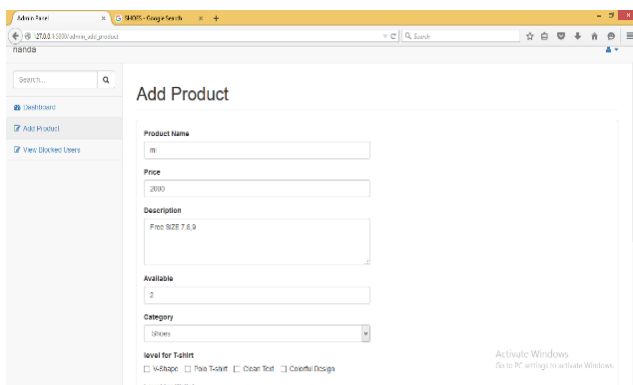 Admin Panel
SHOES - Google Search
127.0.0.1:5000/admin_add_product
Search
nanda
Search...
Dashboard
Add Product
View Blocked Users
Add Product
Product Name
mi
Price
2000
Description
Free SIZE 7,8,9
Available
2
Category
Shoes
level for T-shirt
V-Shape Polo T-shirt Clean Text Colorful Design
Activate Windows
Go to PC settings to activate Windows.